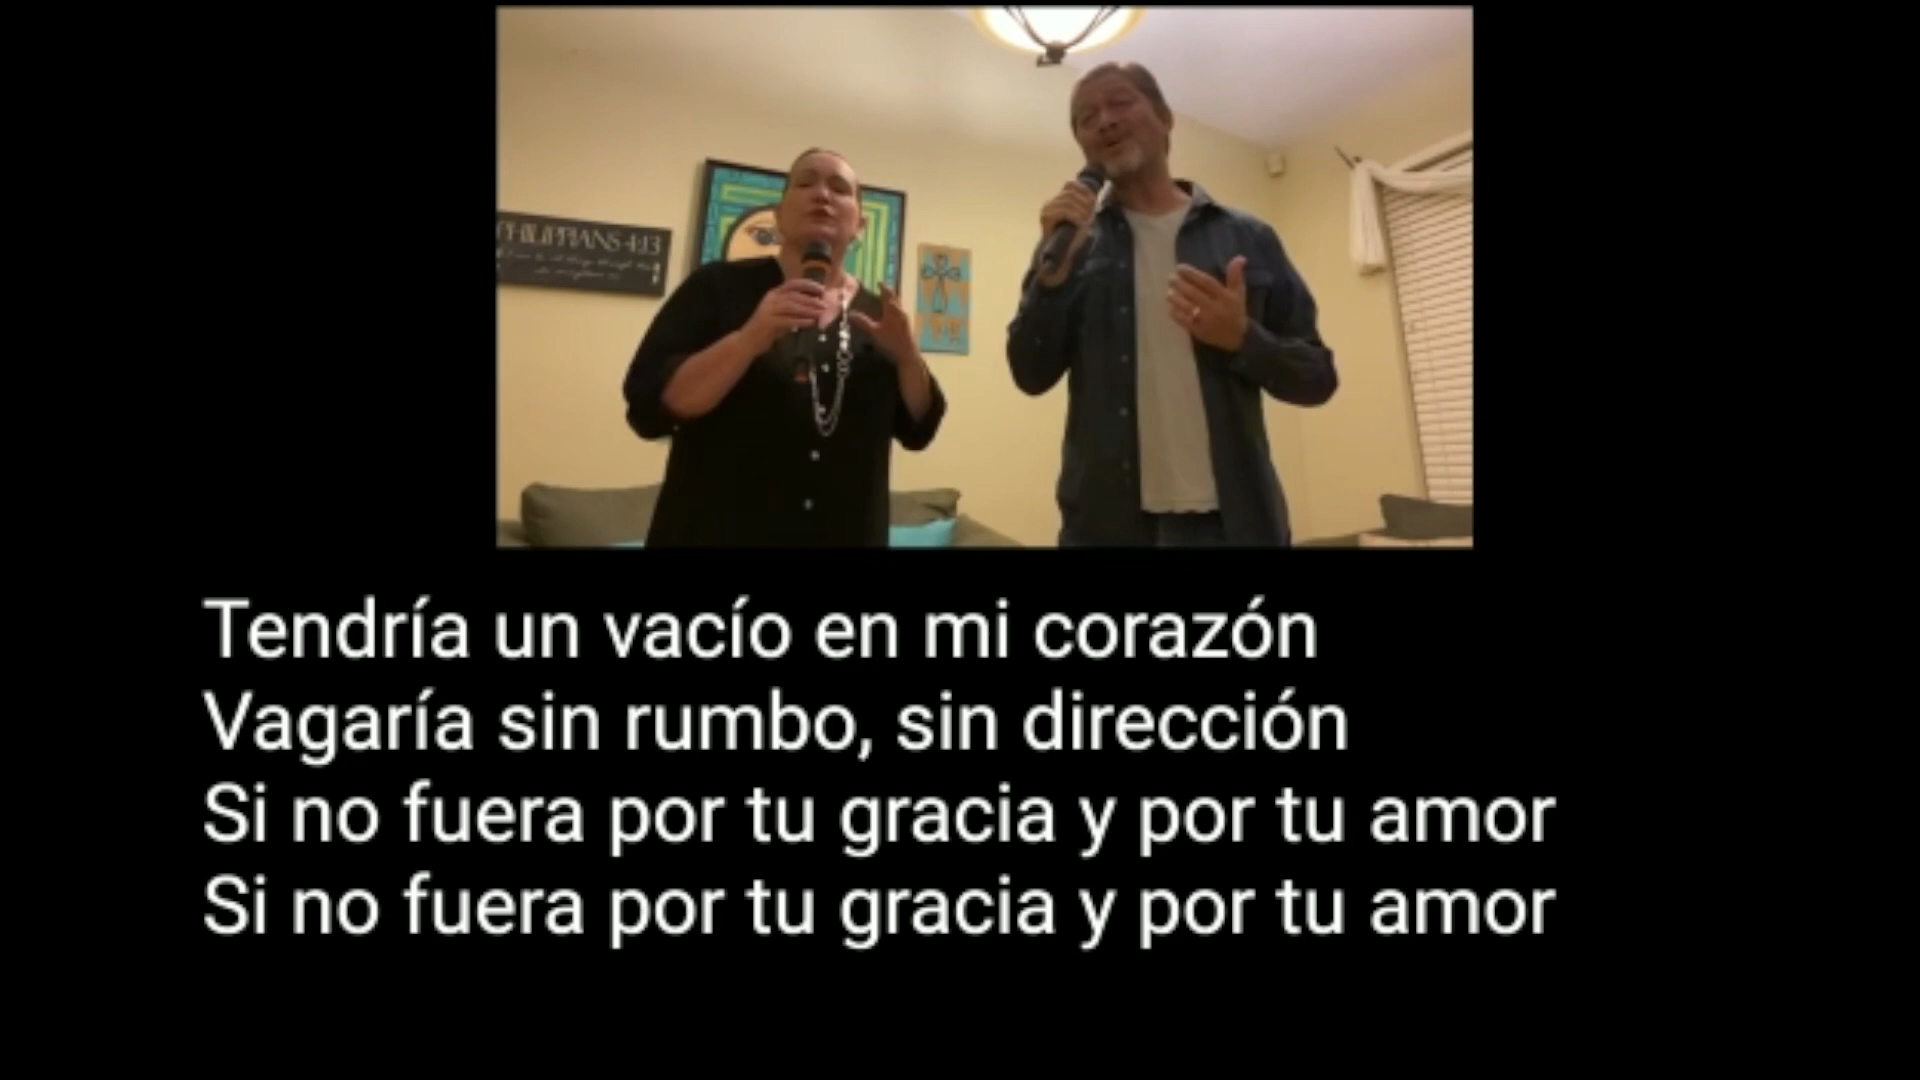 PHILIPPIANS 4:13
Tendría un vacío en mi corazón
Vagaría sin rumbo, sin dirección
Si no fuera por tu gracia y por tu amor
Si no fuera por tu gracia y por tu amor